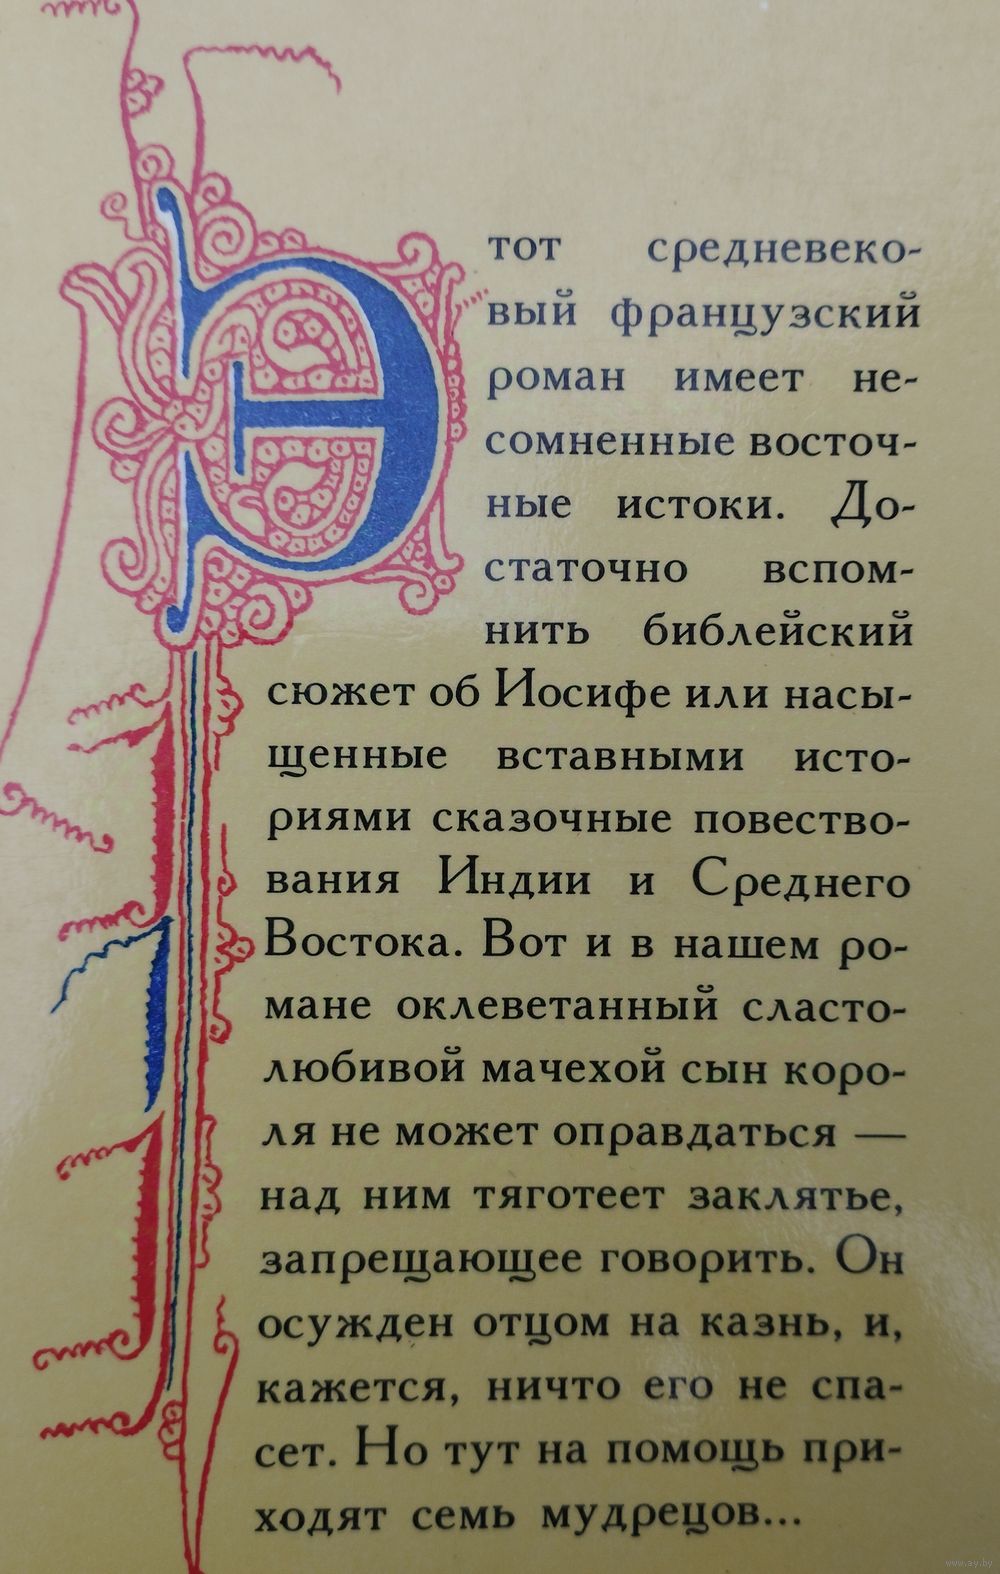 Этот средневеко-
вый французский
роман имеет не-
сомненные восточ-
ные истоки. До-
статочно вспом-
нить библейский
сюжет об Иосифе или насы-
щенные вставными исто-
риями сказочные повество-
вания Индии и Среднего
Востока. Вот и в нашем ро-
мане оклеветанный сласто-
любивой мачехой сын коро-
ля не может оправдаться —
над ним тяготеет заклятье,
запрещающее говорить. Он
осужден отцом на казнь, и,
кажется, ничто его не спа-
сет. Но тут на помощь при-
ходят семь мудрецов...
www.ay.by